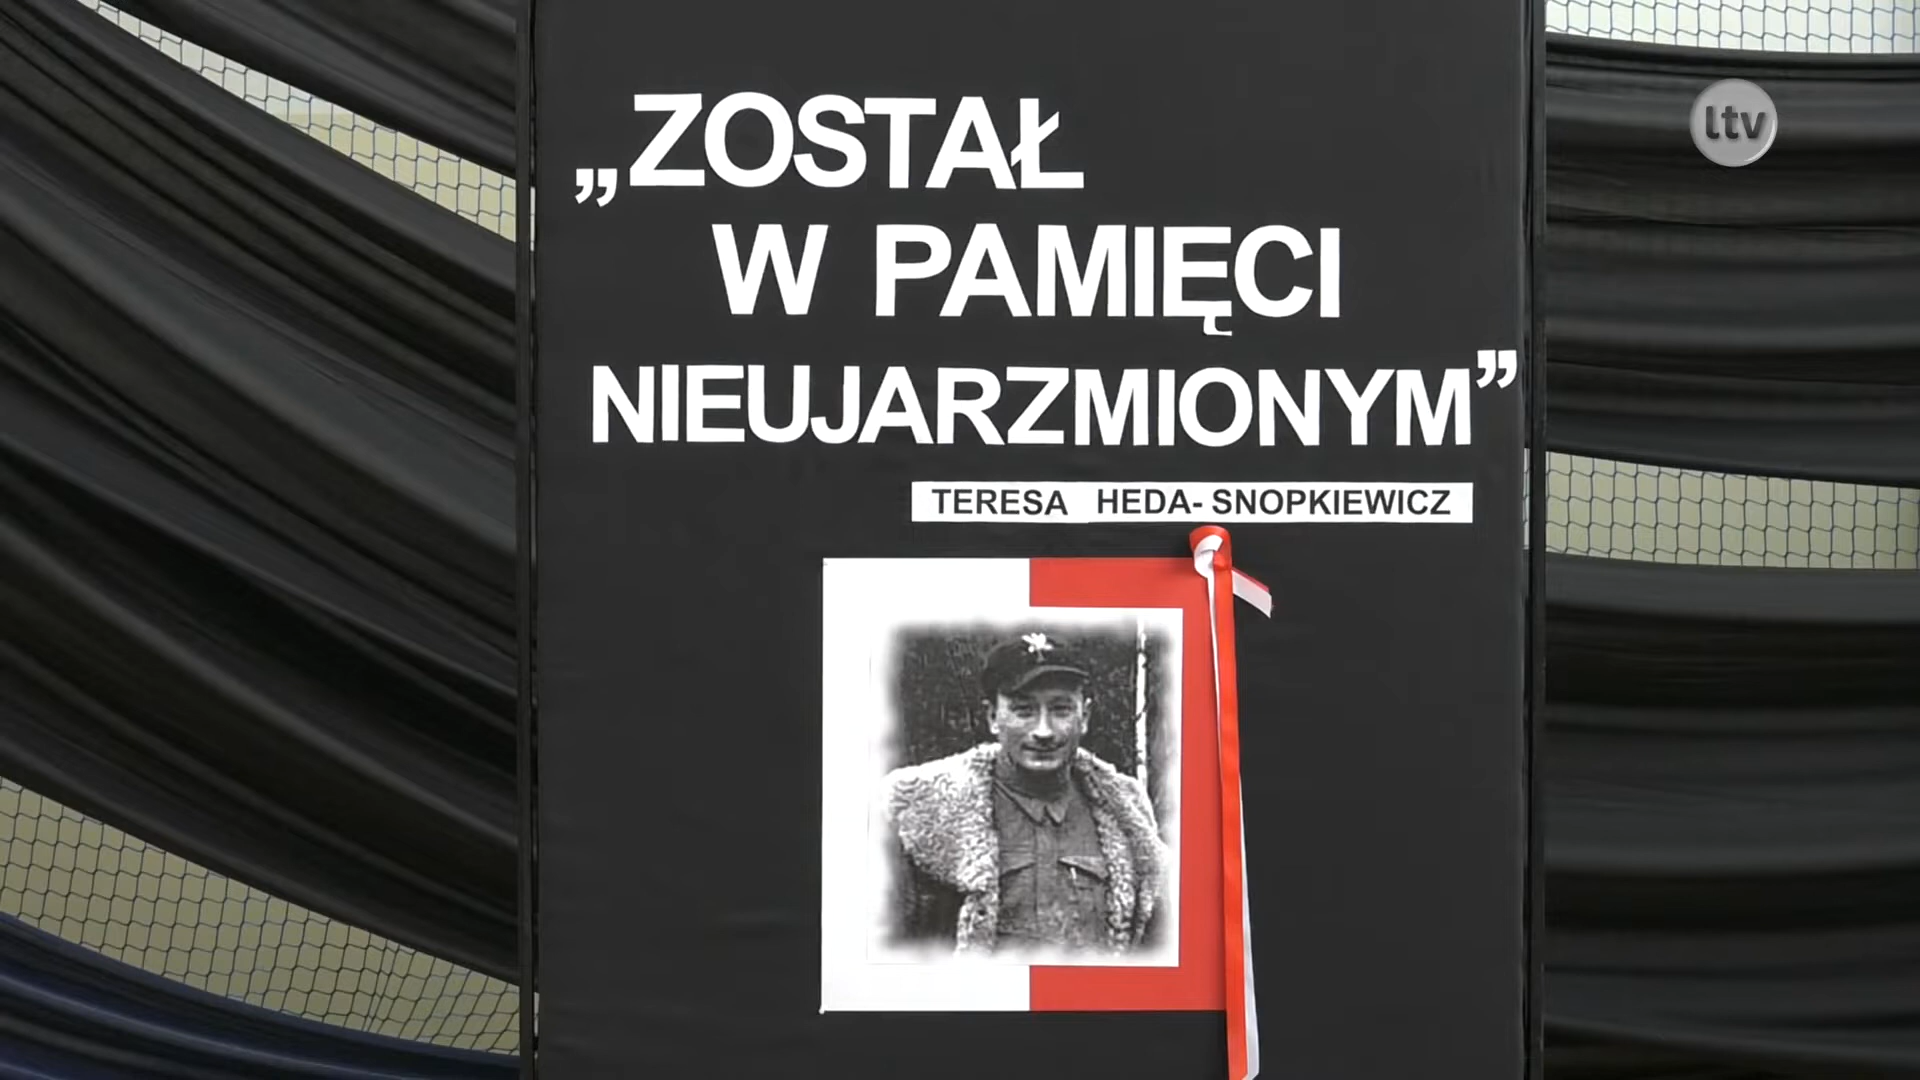 „ZOSTAŁ
W PAMIĘCI
NIEUJARZMIONYM”
TERESA HEDA-SNOPKIEWICZ
ltv